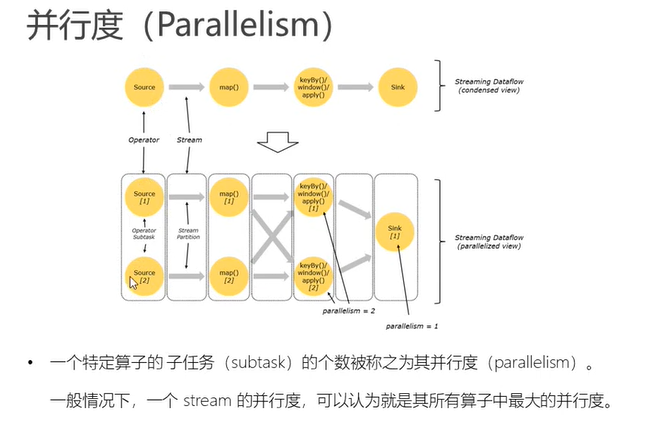 并行度（Parallelism）
Source
map()
keyBy()/
window()/
apply()
Sink
Streaming Dataflow
(condensed view)
Operator
Stream
Source
[1]
map()
[1]
keyBy()/
window()/
apply()
[1]
Operator
Subtask
Stream
Partition
Sink
[1]
Streaming Dataflow
(parallelized view)
Source
[2]
map()
[2]
keyBy()/
window()/
apply()
[2]
parallelism = 2
parallelism = 1
• 一个特定算子的 子任务（subtask）的个数被称之为其并行度（parallelism）。
一般情况下，一个 stream 的并行度，可以认为就是其所有算子中最大的并行度。